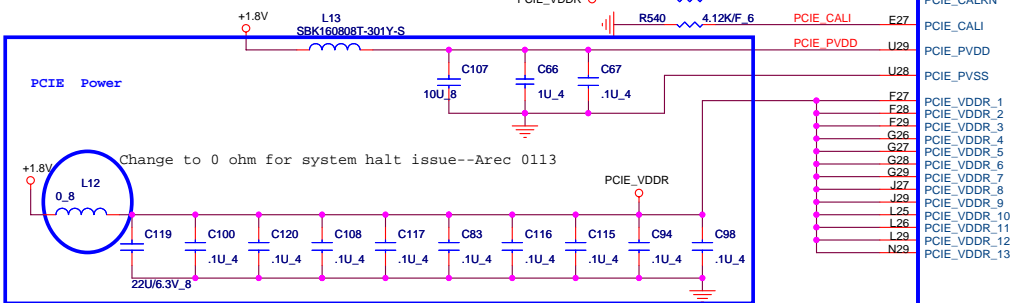 PCIE_VDDR
PCIE_CALRN
+1.8V
L13
SBK160808T-301Y-S
R540
4.12K/F_6
PCIE_CALI
E27
PCIE_CALI
PCIE_PVDD
U29
PCIE_PVDD
PCIE Power
C107
10U_8
C66
1U_4
C67
.1U_4
U28
PCIE_PVSS
F27
PCIE_VDDR_1
F28
PCIE_VDDR_2
F29
PCIE_VDDR_3
G26
PCIE_VDDR_4
G27
PCIE_VDDR_5
G28
PCIE_VDDR_6
G29
PCIE_VDDR_7
J27
PCIE_VDDR_8
J29
PCIE_VDDR_9
L25
PCIE_VDDR_10
L26
PCIE_VDDR_11
L29
PCIE_VDDR_12
N29
PCIE_VDDR_13
Change to 0 ohm for system halt issue--Arec 0113
+1.8V
L12
0_8
PCIE_VDDR
C119
22U/6.3V_8
C100
.1U_4
C120
.1U_4
C108
.1U_4
C117
.1U_4
C83
.1U_4
C116
.1U_4
C115
.1U_4
C94
.1U_4
C98
.1U_4